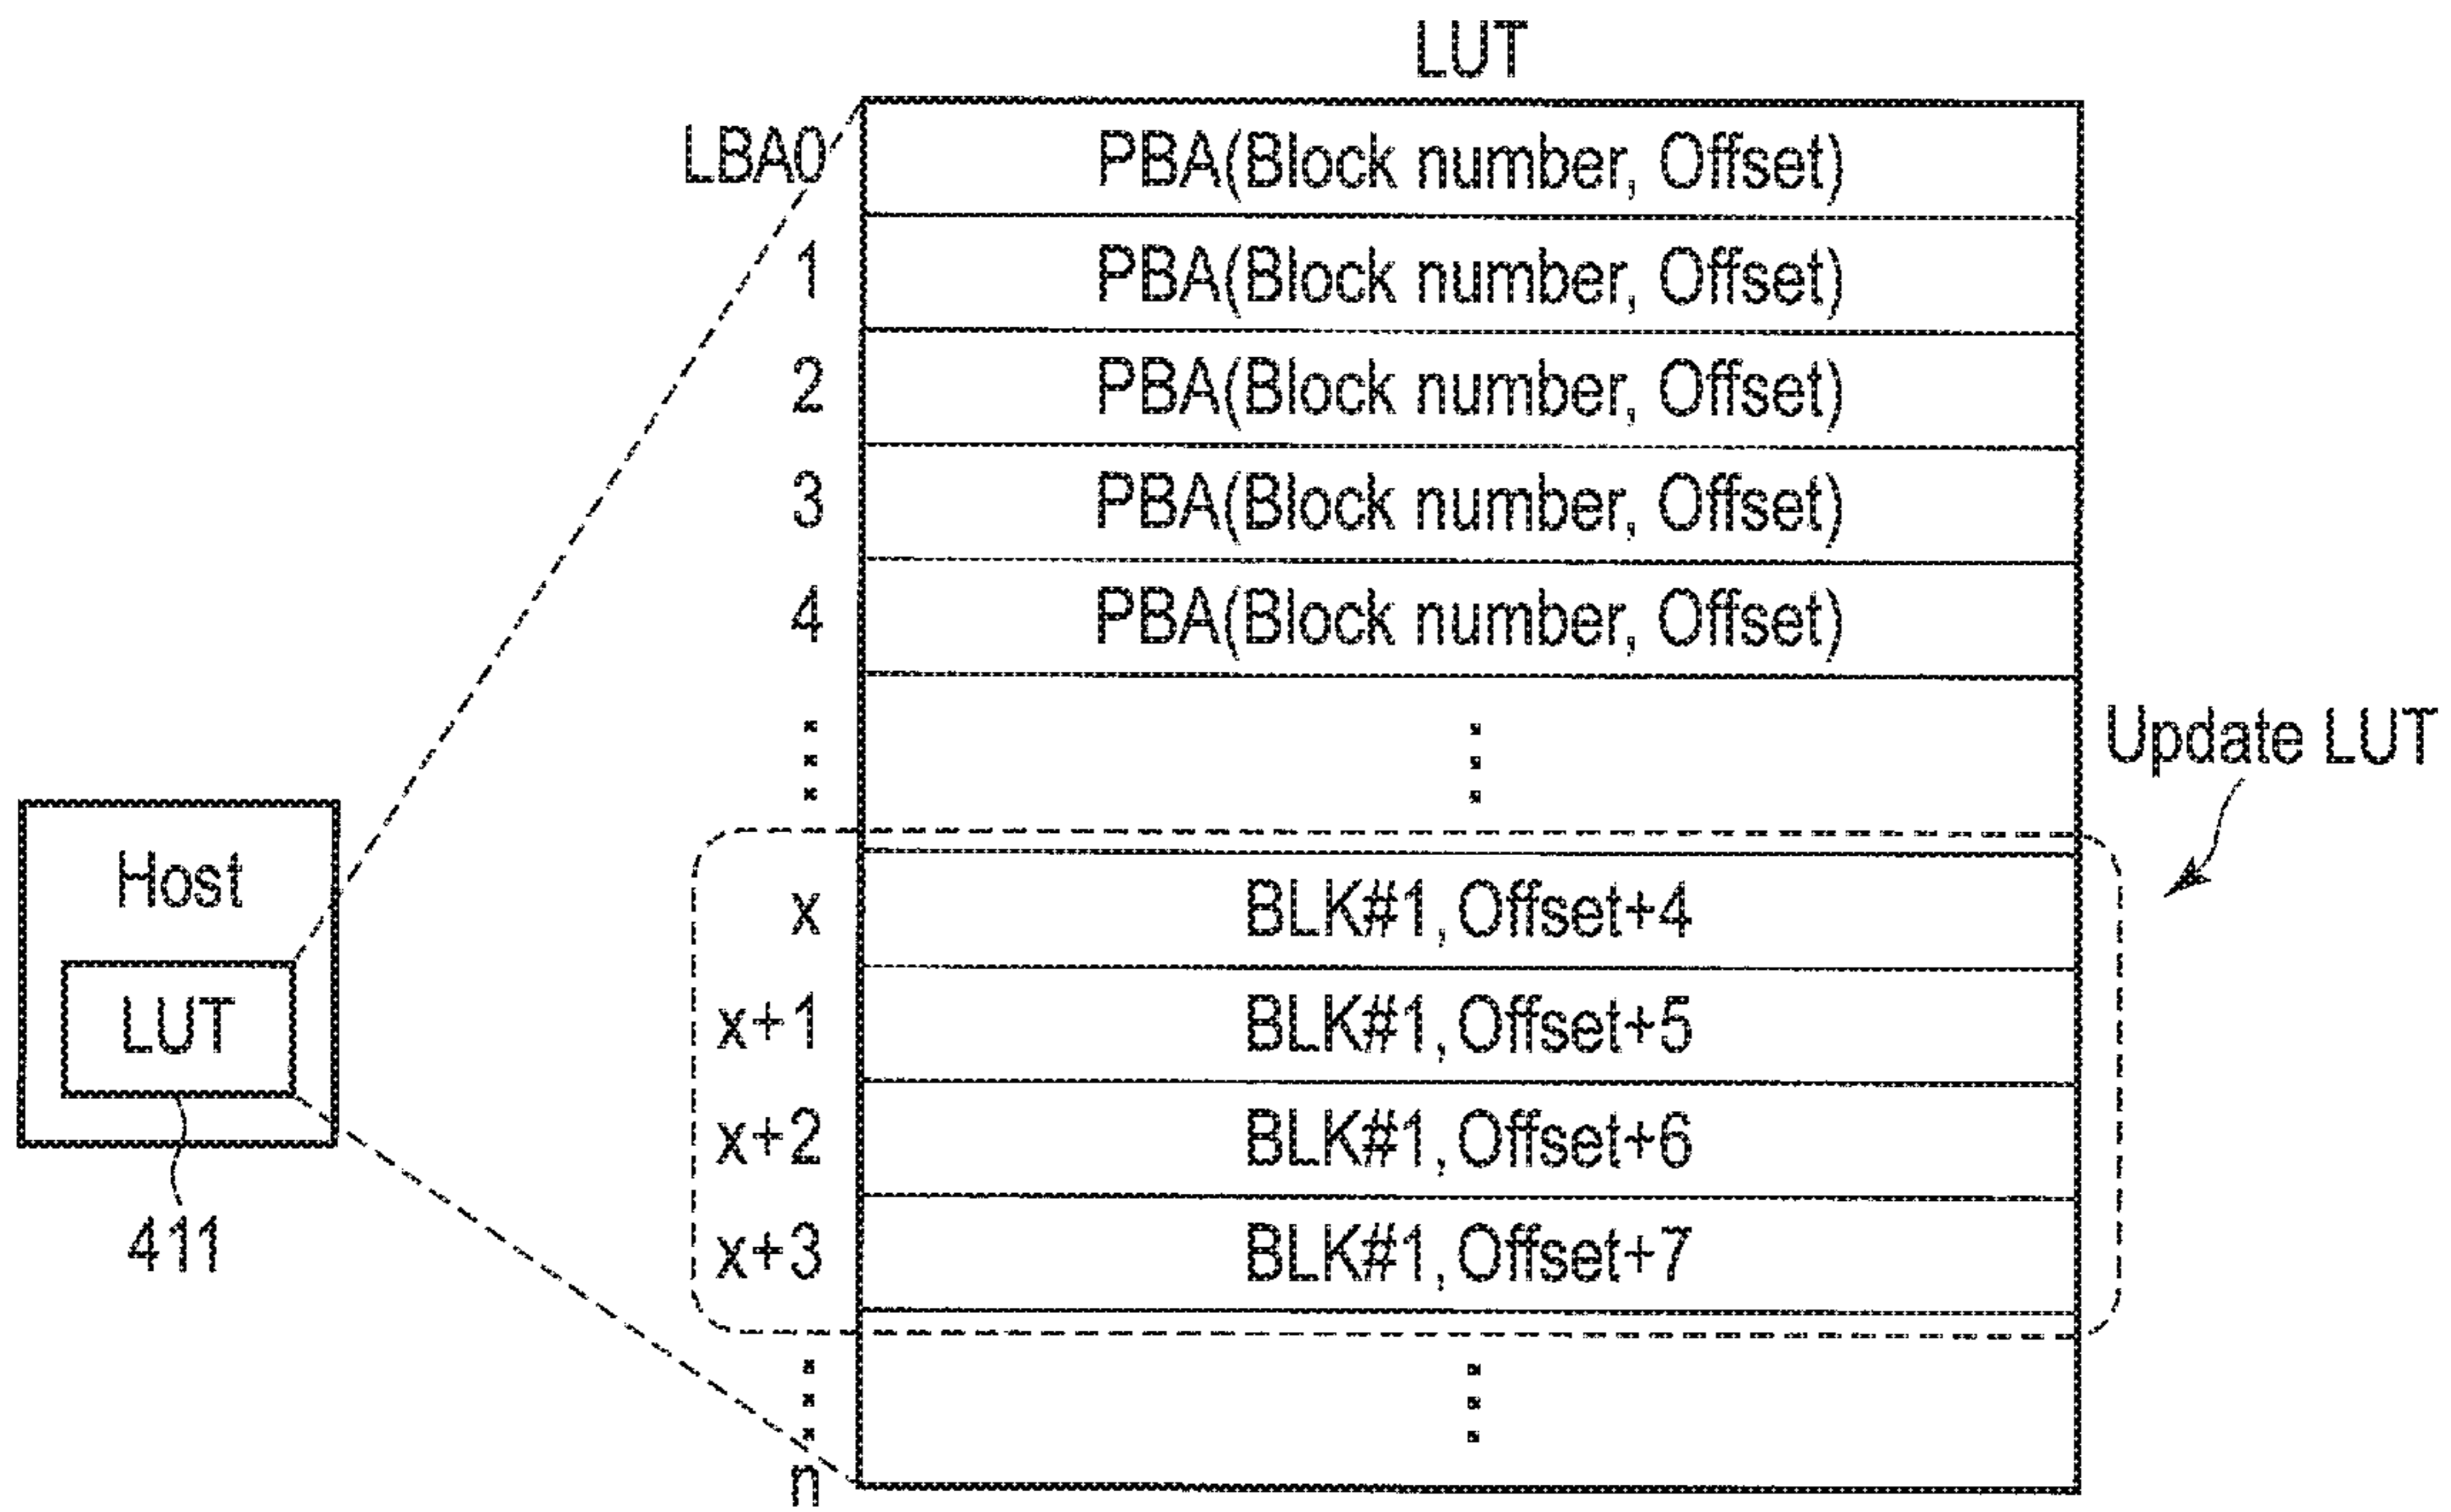 LUT
LBA0 PBA(Block number, Offset)
1 PBA(Block number, Offset)
2 PBA(Block number, Offset)
3 PBA(Block number, Offset)
4 PBA(Block number, Offset)
Update LUT
Host
LUT
411
x BLK#1, Offset+4
x+1 BLK#1, Offset+5
x+2 BLK#1, Offset+6
x+3 BLK#1, Offset+7
n